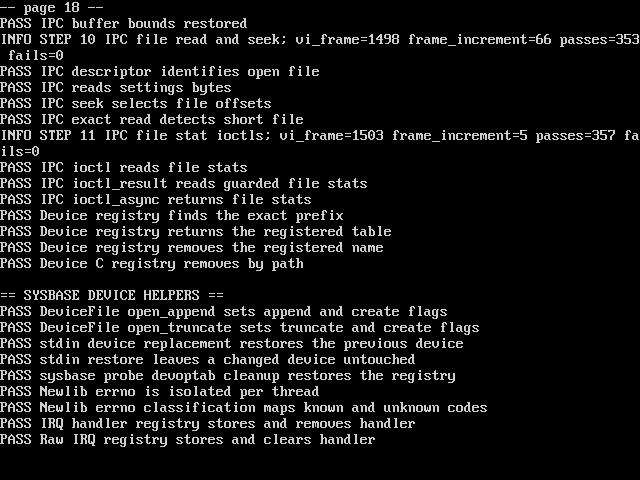 -- page 18 --
PASS IPC buffer bounds restored
INFO STEP 10 IPC file read and seek; vi_frame=1498 frame_increment=66 passes=353
 fails=0
PASS IPC descriptor identifies open file
PASS IPC reads settings bytes
PASS IPC seek selects file offsets
PASS IPC exact read detects short file
INFO STEP 11 IPC file stat ioctls; vi_frame=1503 frame_increment=5 passes=357 fa
ils=0
PASS IPC ioctl reads file stats
PASS IPC ioctl_result reads guarded file stats
PASS IPC ioctl_async returns file stats
PASS Device registry finds the exact prefix
PASS Device registry returns the registered table
PASS Device registry removes the registered name
PASS Device C registry removes by path

== SYSBASE DEVICE HELPERS ==
PASS DeviceFile open_append sets append and create flags
PASS DeviceFile open_truncate sets truncate and create flags
PASS stdin device replacement restores the previous device
PASS stdin restore leaves a changed device untouched
PASS sysbase probe devoptab cleanup restores the registry
PASS Newlib errno is isolated per thread
PASS Newlib errno classification maps known and unknown codes
PASS IRQ handler registry stores and removes handler
PASS Raw IRQ registry stores and clears handler